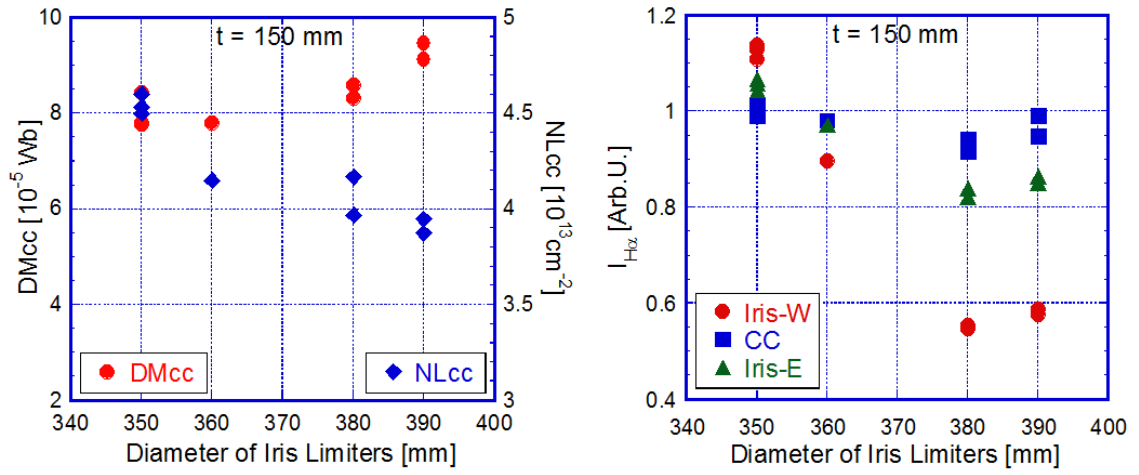 t = 150 mm
10
8
6
4
2
DMcc [10⁻⁵ Wb]
5
4.5
4
3.5
3
NLcc [10¹³cm⁻²]
DMcc
NLcc
340 350 360 370 380 390 400
Diameter of Iris Limiters [mm]
t = 150 mm
1.2
1
0.8
0.6
0.4
I_Hα [Arb.U.]
Iris-W
CC
Iris-E
340 350 360 370 380 390 400
Diameter of Iris Limiters [mm]